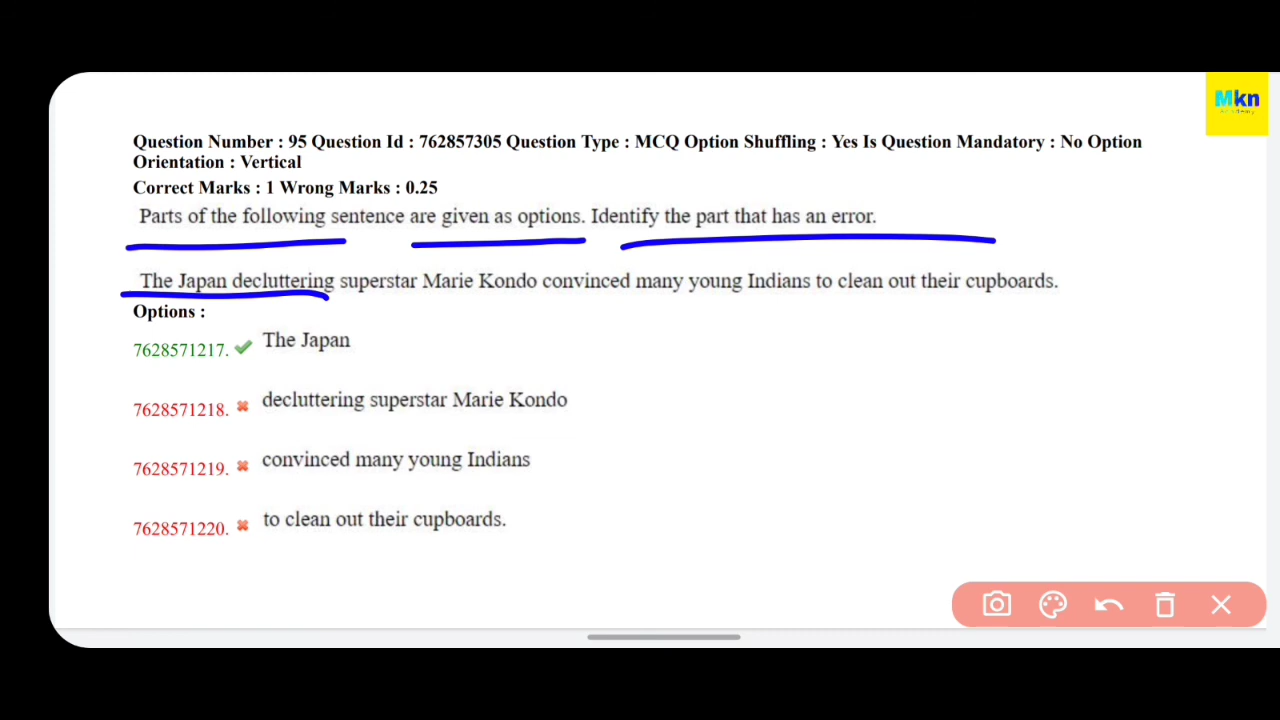 Mkn
Question Number : 95 Question Id : 762857305 Question Type : MCQ Option Shuffling : Yes Is Question Mandatory : No Option
Orientation : Vertical
Correct Marks : 1 Wrong Marks : 0.25
Parts of the following sentence are given as options. Identify the part that has an error.
The Japan decluttering superstar Marie Kondo convinced many young Indians to clean out their cupboards.
Options :
7628571217. The Japan
7628571218. decluttering superstar Marie Kondo
7628571219. convinced many young Indians
7628571220. to clean out their cupboards.